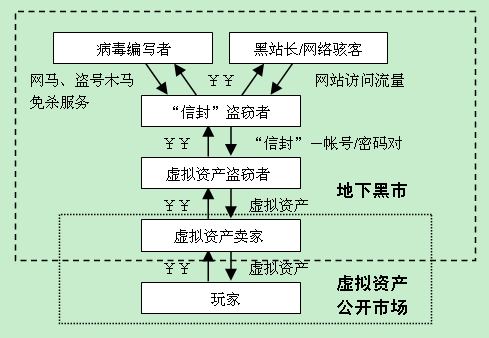 病毒编写者
黑站长/网络骇客
网马、盗号木马
免杀服务
¥¥
网站访问流量
“信封”盗窃者
¥¥
“信封”—帐号/密码对
虚拟资产盗窃者
地下黑市
¥¥
虚拟资产
虚拟资产卖家
¥¥
虚拟资产
虚拟资产
公开市场
玩家